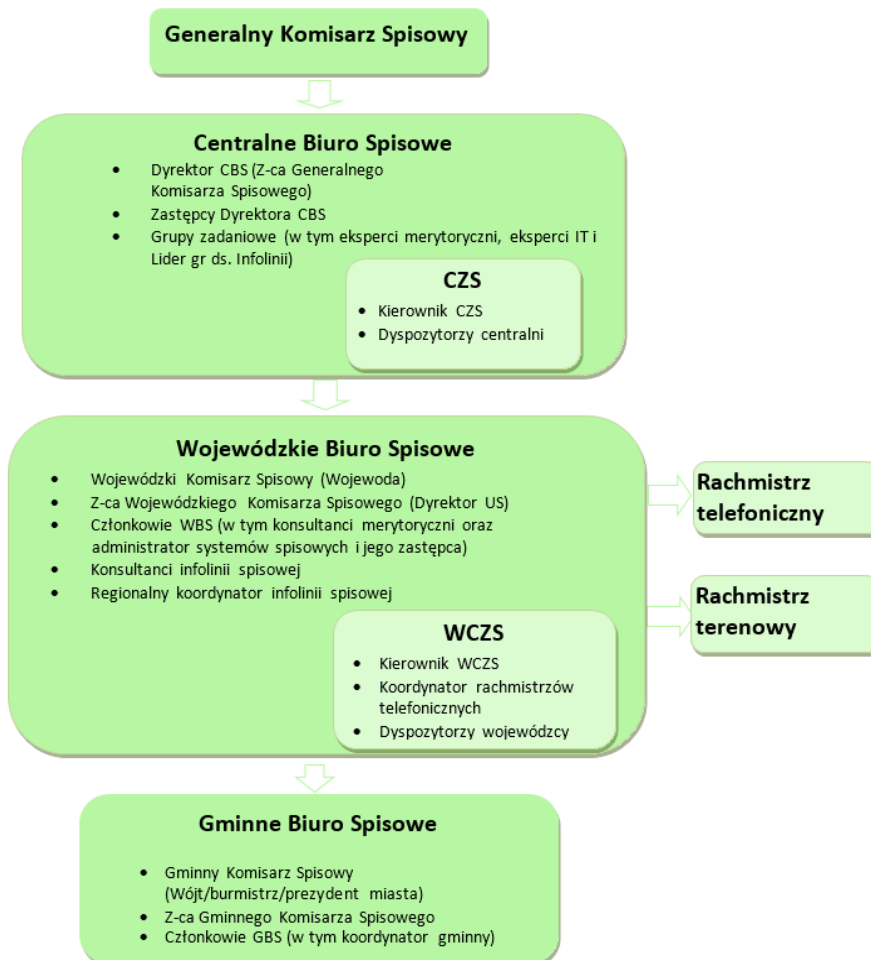 Generalny Komisarz Spisowy
Centralne Biuro Spisowe
• Dyrektor CBS (Z-ca Generalnego
Komisarza Spisowego)
• Zastępcy Dyrektora CBS
• Grupy zadaniowe (w tym eksperci merytoryczni, eksperci IT i
Lider gr ds. Infolinii)
CZS
• Kierownik CZS
• Dyspozytorzy centralni
Wojewódzkie Biuro Spisowe
• Wojewódzki Komisarz Spisowy (Wojewoda)
• Z-ca Wojewódzkiego Komisarza Spisowego (Dyrektor US)
• Członkowie WBS (w tym konsultanci merytoryczni oraz
administrator systemów spisowych i jego zastępca)
• Konsultanci infolinii spisowej
• Regionalny koordynator infolinii spisowej
WCZS
• Kierownik WCZS
• Koordynator rachmistrzów
telefonicznych
• Dyspozytorzy wojewódzcy
Rachmistrz
telefoniczny
Rachmistrz
terenowy
Gminne Biuro Spisowe
• Gminny Komisarz Spisowy
(Wójt/burmistrz/prezydent miasta)
• Z-ca Gminnego Komisarza Spisowego
• Członkowie GBS (w tym koordynator gminny)